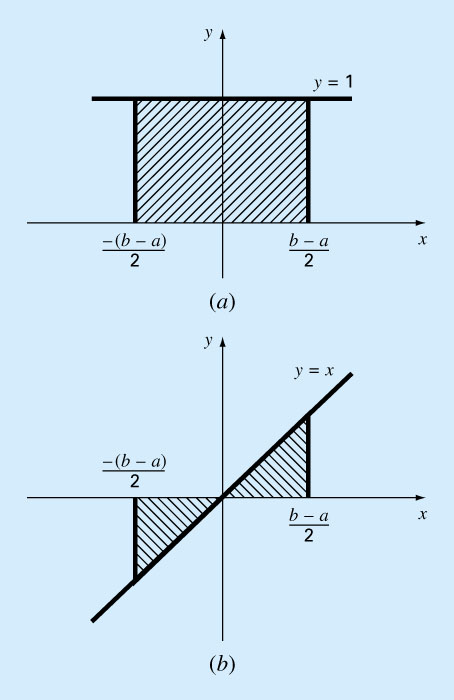 y
y = 1
−(b − a)
2
b − a
2
x
(a)
y
y = x
−(b − a)
2
x
b − a
2
(b)